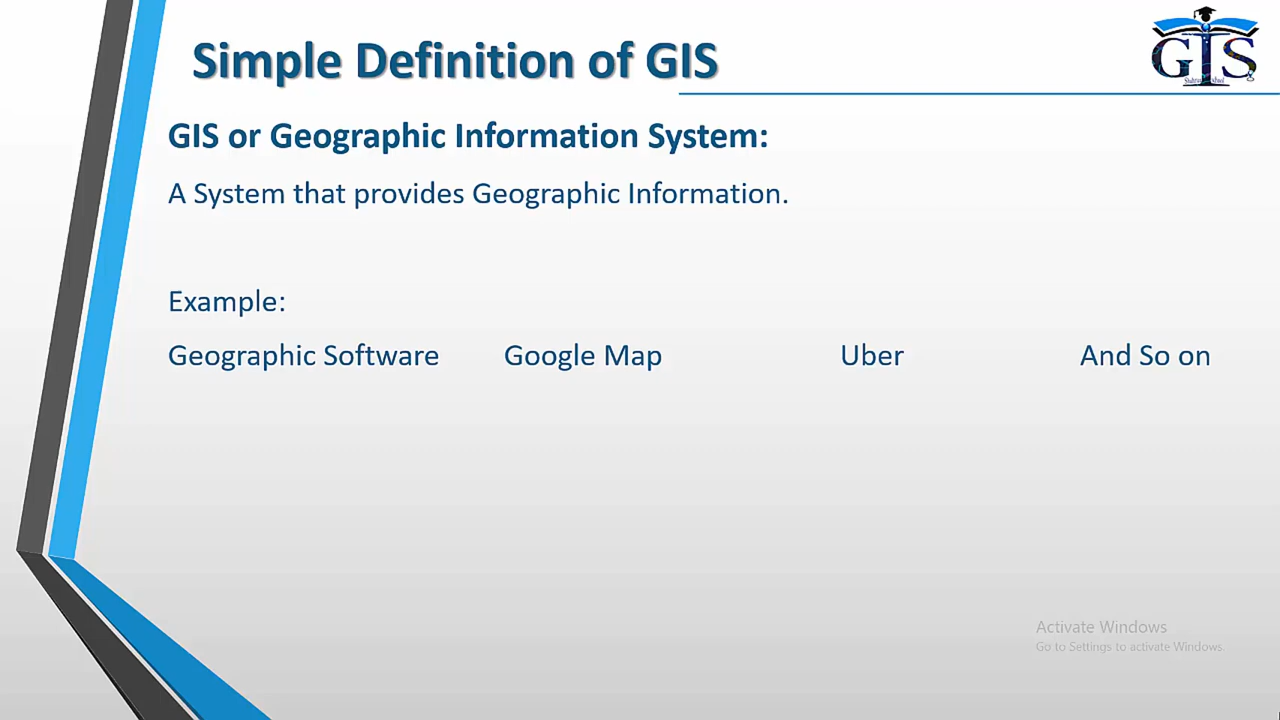 Simple Definition of GIS
GIS
GIS or Geographic Information System:
A System that provides Geographic Information.
Example:
Geographic Software Google Map Uber And So on
Activate Windows
Go to Settings to activate Windows.